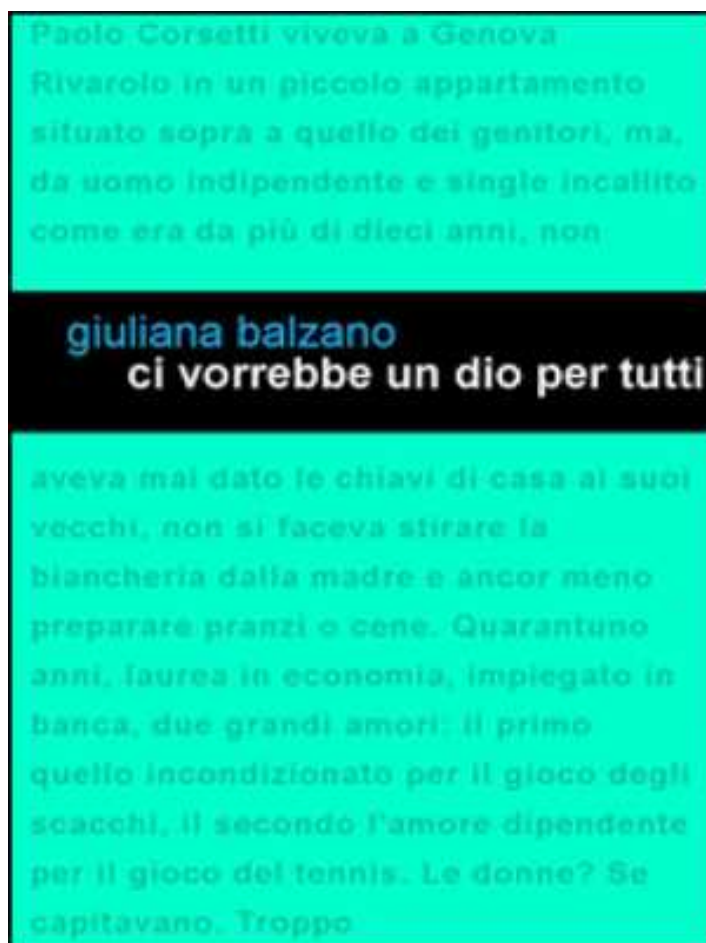 Paolo Corsetti viveva a Genova
Rivarolo in un piccolo appartamento
situato sopra a quello dei genitori, ma,
da uomo indipendente e single incallito
come era da più di dieci anni, non
giuliana balzano
ci vorrebbe un dio per tutti
aveva mai dato le chiavi di casa ai suoi
vecchi, non si faceva stirare la
biancheria dalla madre e ancor meno
preparare pranzi o cene. Quarantuno
anni, laurea in economia, impiegato in
banca, due grandi amori: il primo
quello incondizionato per il gioco degli
scacchi, il secondo l'amore dipendente
per il gioco del tennis. Le donne? Se
capitavano. Troppo